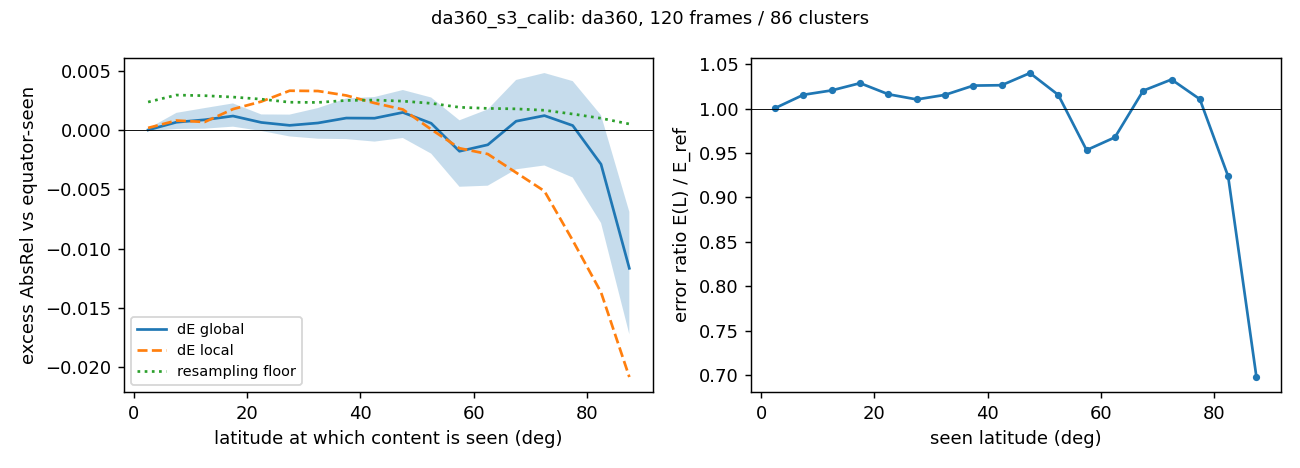 da360_s3_calib: da360, 120 frames / 86 clusters
excess AbsRel vs equator-seen
0.005
0.000
−0.005
−0.010
−0.015
−0.020
dE global
dE local
resampling floor
0 20 40 60 80
latitude at which content is seen (deg)
error ratio E(L) / E_ref
1.05
1.00
0.95
0.90
0.85
0.80
0.75
0.70
0 20 40 60 80
seen latitude (deg)